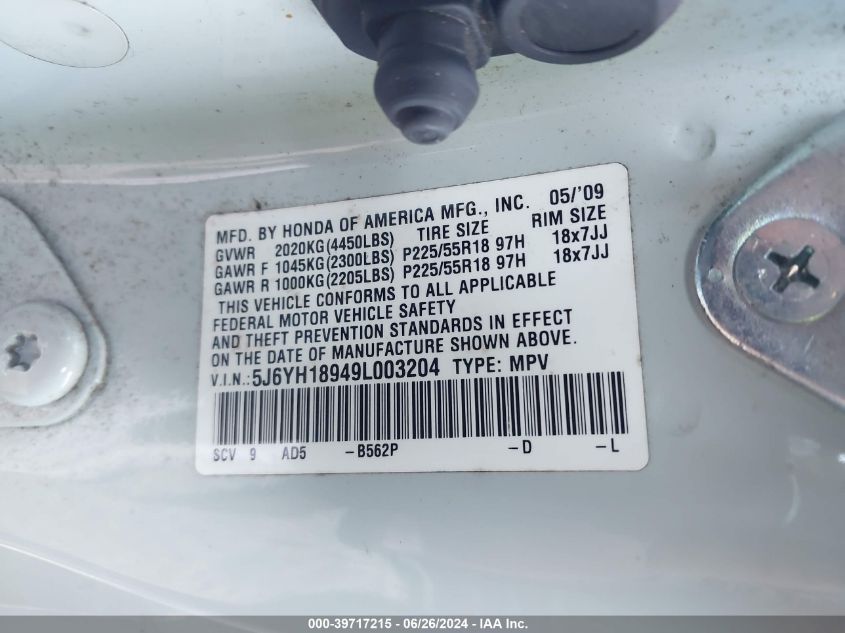 MFD. BY HONDA OF AMERICA MFG., INC. 05/'09
GVWR 2020KG(4450LBS) TIRE SIZE RIM SIZE
GAWR F 1045KG(2300LBS) P225/55R18 97H 18x7JJ
GAWR R 1000KG(2205LBS) P225/55R18 97H 18x7JJ
THIS VEHICLE CONFORMS TO ALL APPLICABLE
FEDERAL MOTOR VEHICLE SAFETY
AND THEFT PREVENTION STANDARDS IN EFFECT
ON THE DATE OF MANUFACTURE SHOWN ABOVE.
V.I.N.:5J6YH18949L003204 TYPE: MPV
SCV 9 AD5 -B562P -D -L
000-39717215 - 06/26/2024 - IAA Inc.